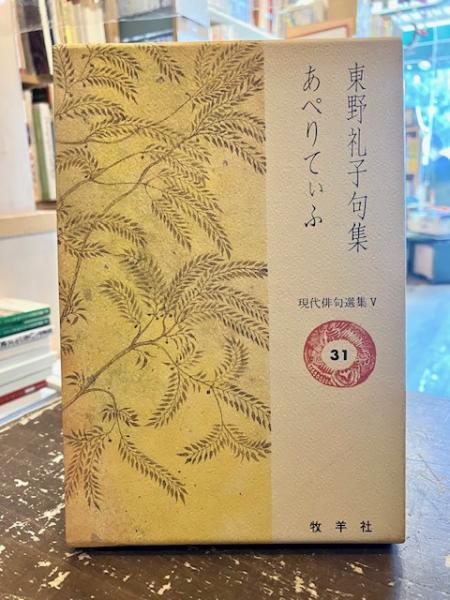 東野礼子句集
あぺりてぃふ
現代俳句選集 V
31
牧羊社